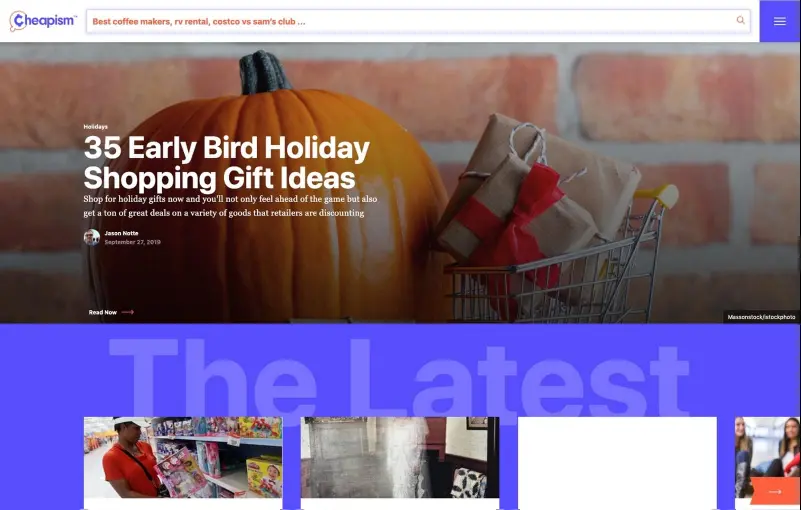 Cheapism™
Best coffee makers, rv rental, costco vs sam's club ...
Holidays
35 Early Bird Holiday
Shopping Gift Ideas
Shop for holiday gifts now and you'll not only feel ahead of the game but also
get a ton of great deals on a variety of goods that retailers are discounting
Jason Notte
September 27, 2019
Read Now
Massonstock/istockphoto
The Latest